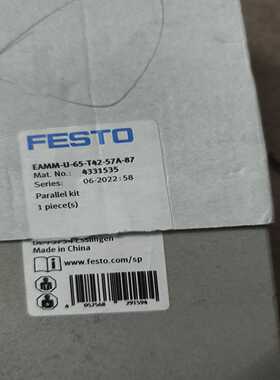 FESTO
EAMM-U-65-T42-57A-87
Mat. No.: 4331535
Series: 06-2022:58
Parallel kit
1 piece(s)
Made in China
www.festo.com/sp